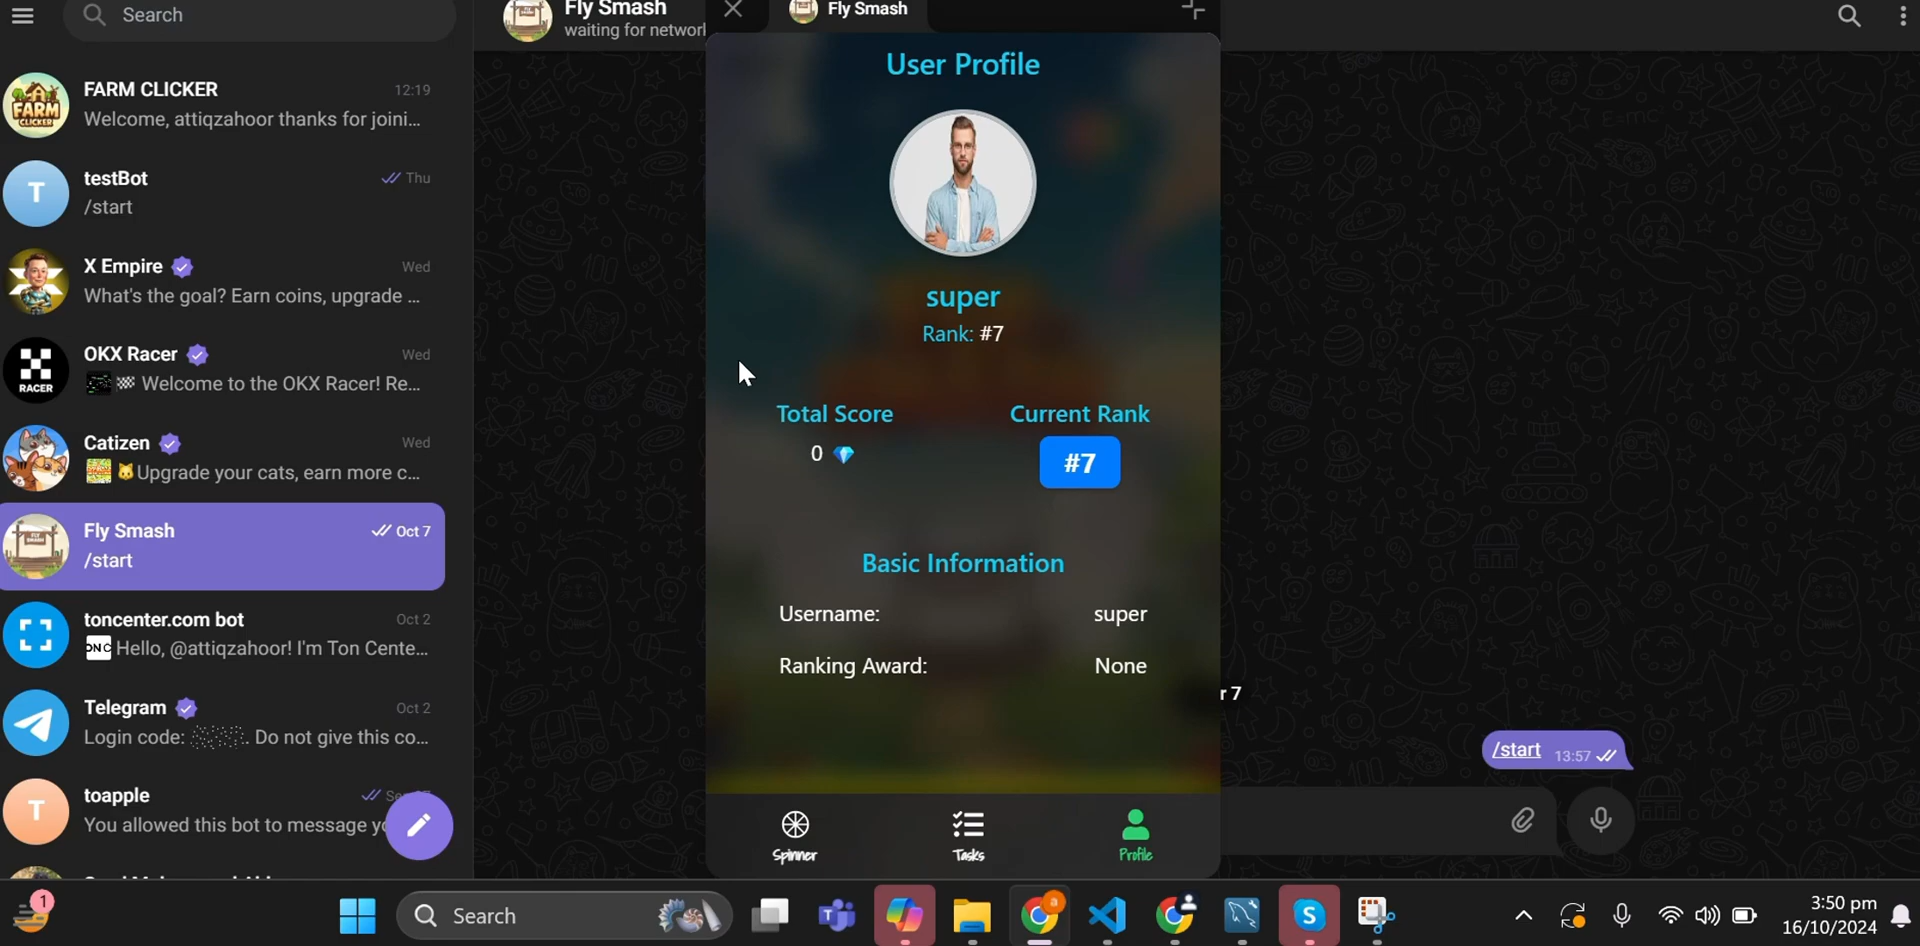 Search
FARM CLICKER 12:19
Welcome, attiqzahoor thanks for joini...
T
testBot Thu
/start
X Empire Wed
What's the goal? Earn coins, upgrade ...
RACER
OKX Racer Wed
Welcome to the OKX Racer! Re...
Catizen Wed
Upgrade your cats, earn more c...
Fly Smash Oct 7
/start
toncenter.com bot Oct 2
Hello, @attiqzahoor! I'm Ton Cente...
Telegram Oct 2
Login code: . Do not give this co...
T
toapple
You allowed this bot to message
Fly Smash
waiting for network
Fly Smash
User Profile
super
Rank: #7
Total Score Current Rank
0 #7
Basic Information
Username: super
Ranking Award: None
r 7
/start 13:57
Spinner Tasks Profile
1
Search
3:50 pm
16/10/2024